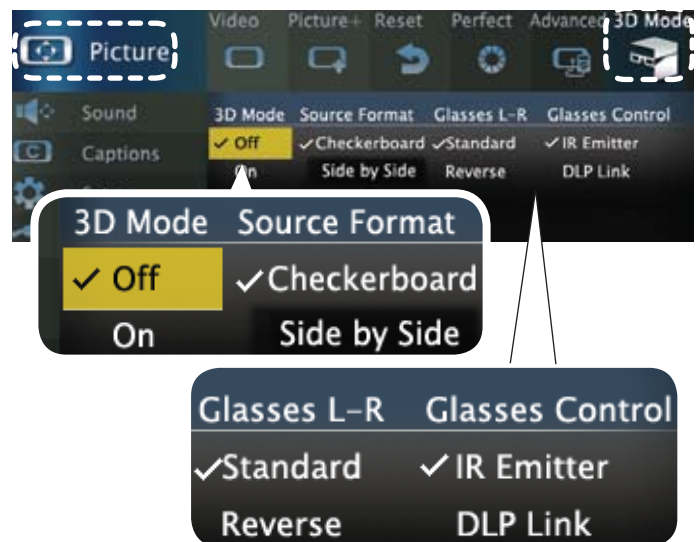 Video Picture+ Reset Perfect Advanced 3D Mode
Picture
Sound
Captions
3D Mode Source Format Glasses L-R Glasses Control
✓ Off ✓Checkerboard ✓Standard ✓IR Emitter
On Side by Side Reverse DLP Link
3D Mode Source Format
✓ Off ✓Checkerboard
On Side by Side
Glasses L-R Glasses Control
✓Standard ✓IR Emitter
Reverse DLP Link